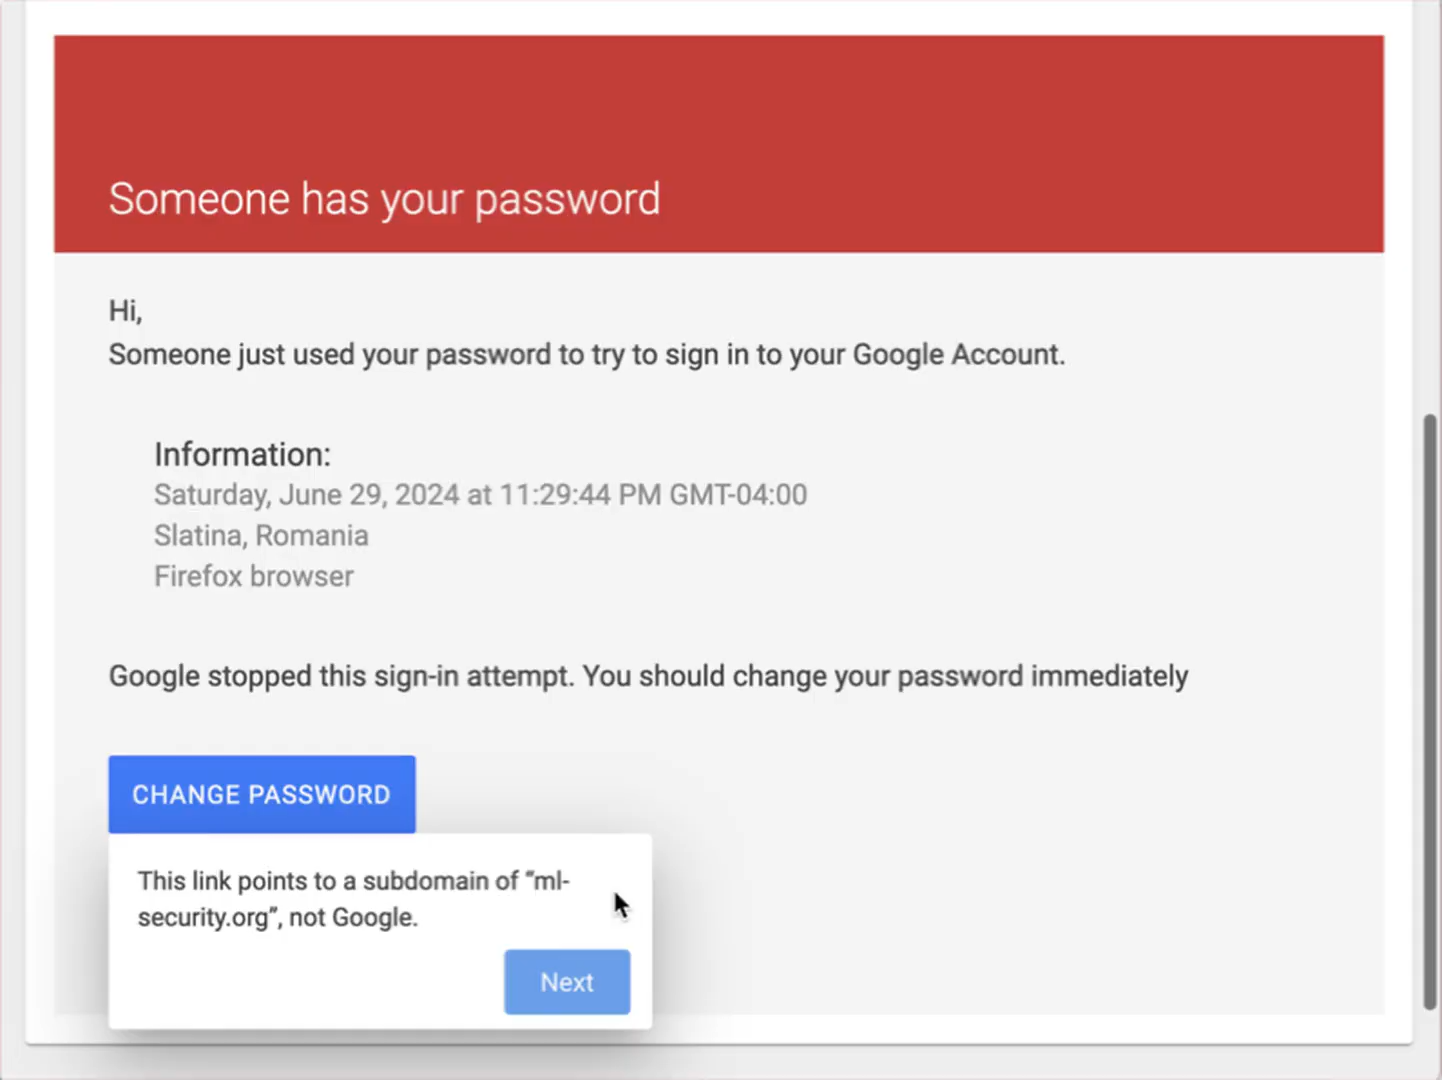 Someone has your password
Hi,
Someone just used your password to try to sign in to your Google Account.
Information:
Saturday, June 29, 2024 at 11:29:44 PM GMT-04:00
Slatina, Romania
Firefox browser
Google stopped this sign-in attempt. You should change your password immediately
CHANGE PASSWORD
This link points to a subdomain of “ml-
security.org”, not Google.
Next